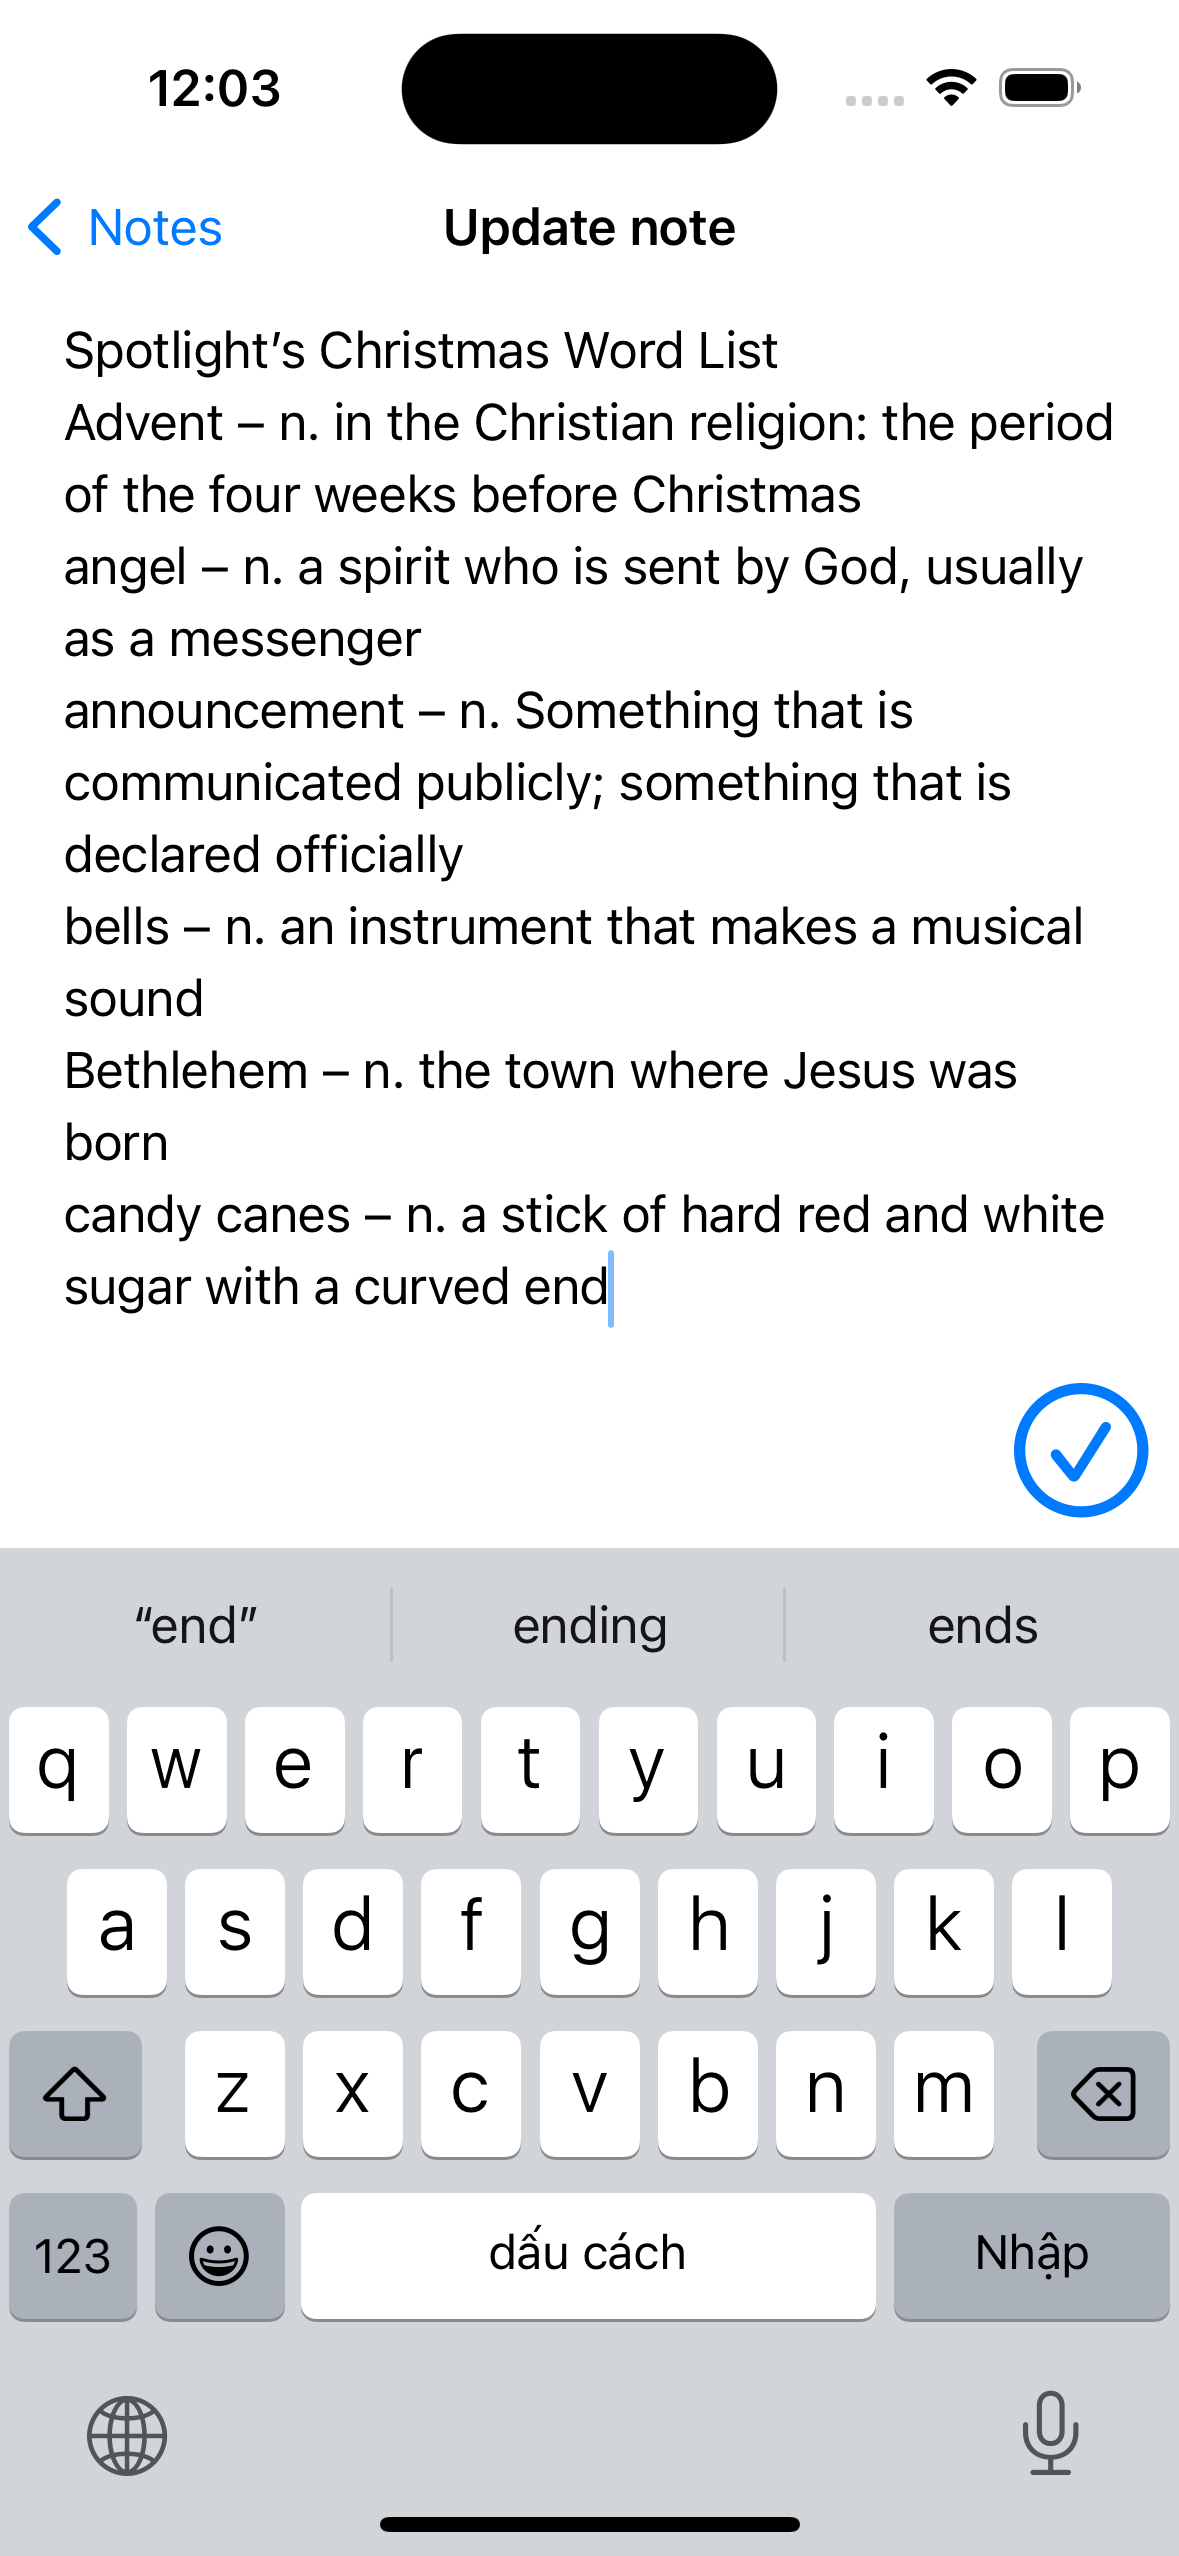 12:03
Notes
Update note
Spotlight’s Christmas Word List
Advent – n. in the Christian religion: the period
of the four weeks before Christmas
angel – n. a spirit who is sent by God, usually
as a messenger
announcement – n. Something that is
communicated publicly; something that is
declared officially
bells – n. an instrument that makes a musical
sound
Bethlehem – n. the town where Jesus was
born
candy canes – n. a stick of hard red and white
sugar with a curved end
“end” ending ends
q w e r t y u i o p
a s d f g h j k l
z x c v b n m
123 dấu cách Nhập